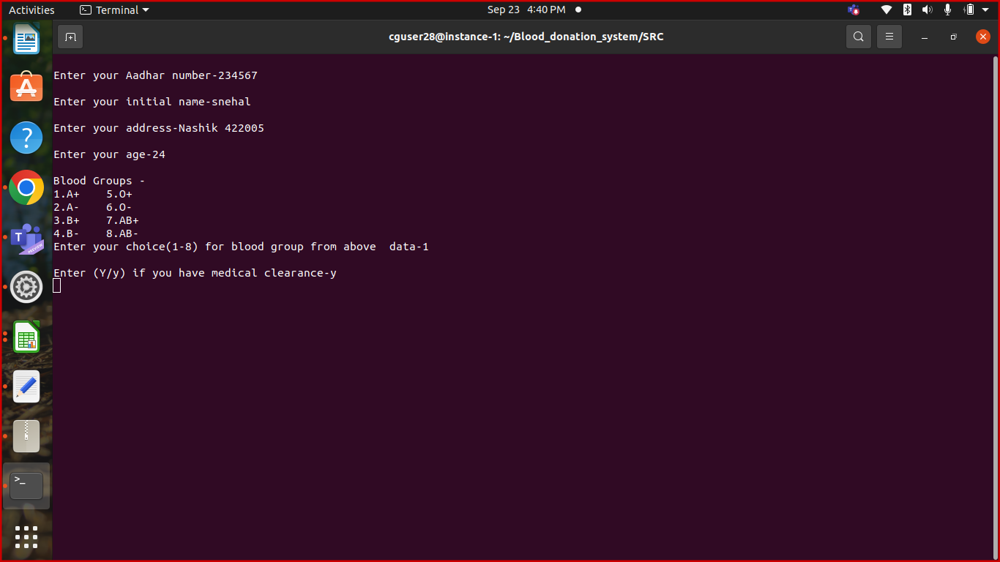 Activities
Terminal
Sep 23 4:40 PM
cguser28@instance-1: ~/Blood_donation_system/SRC
Enter your Aadhar number-234567
Enter your initial name-snehal
Enter your address-Nashik 422005
Enter your age-24
Blood Groups -
1.A+    5.O+
2.A-    6.O-
3.B+    7.AB+
4.B-    8.AB-
Enter your choice(1-8) for blood group from above  data-1
Enter (Y/y) if you have medical clearance-y